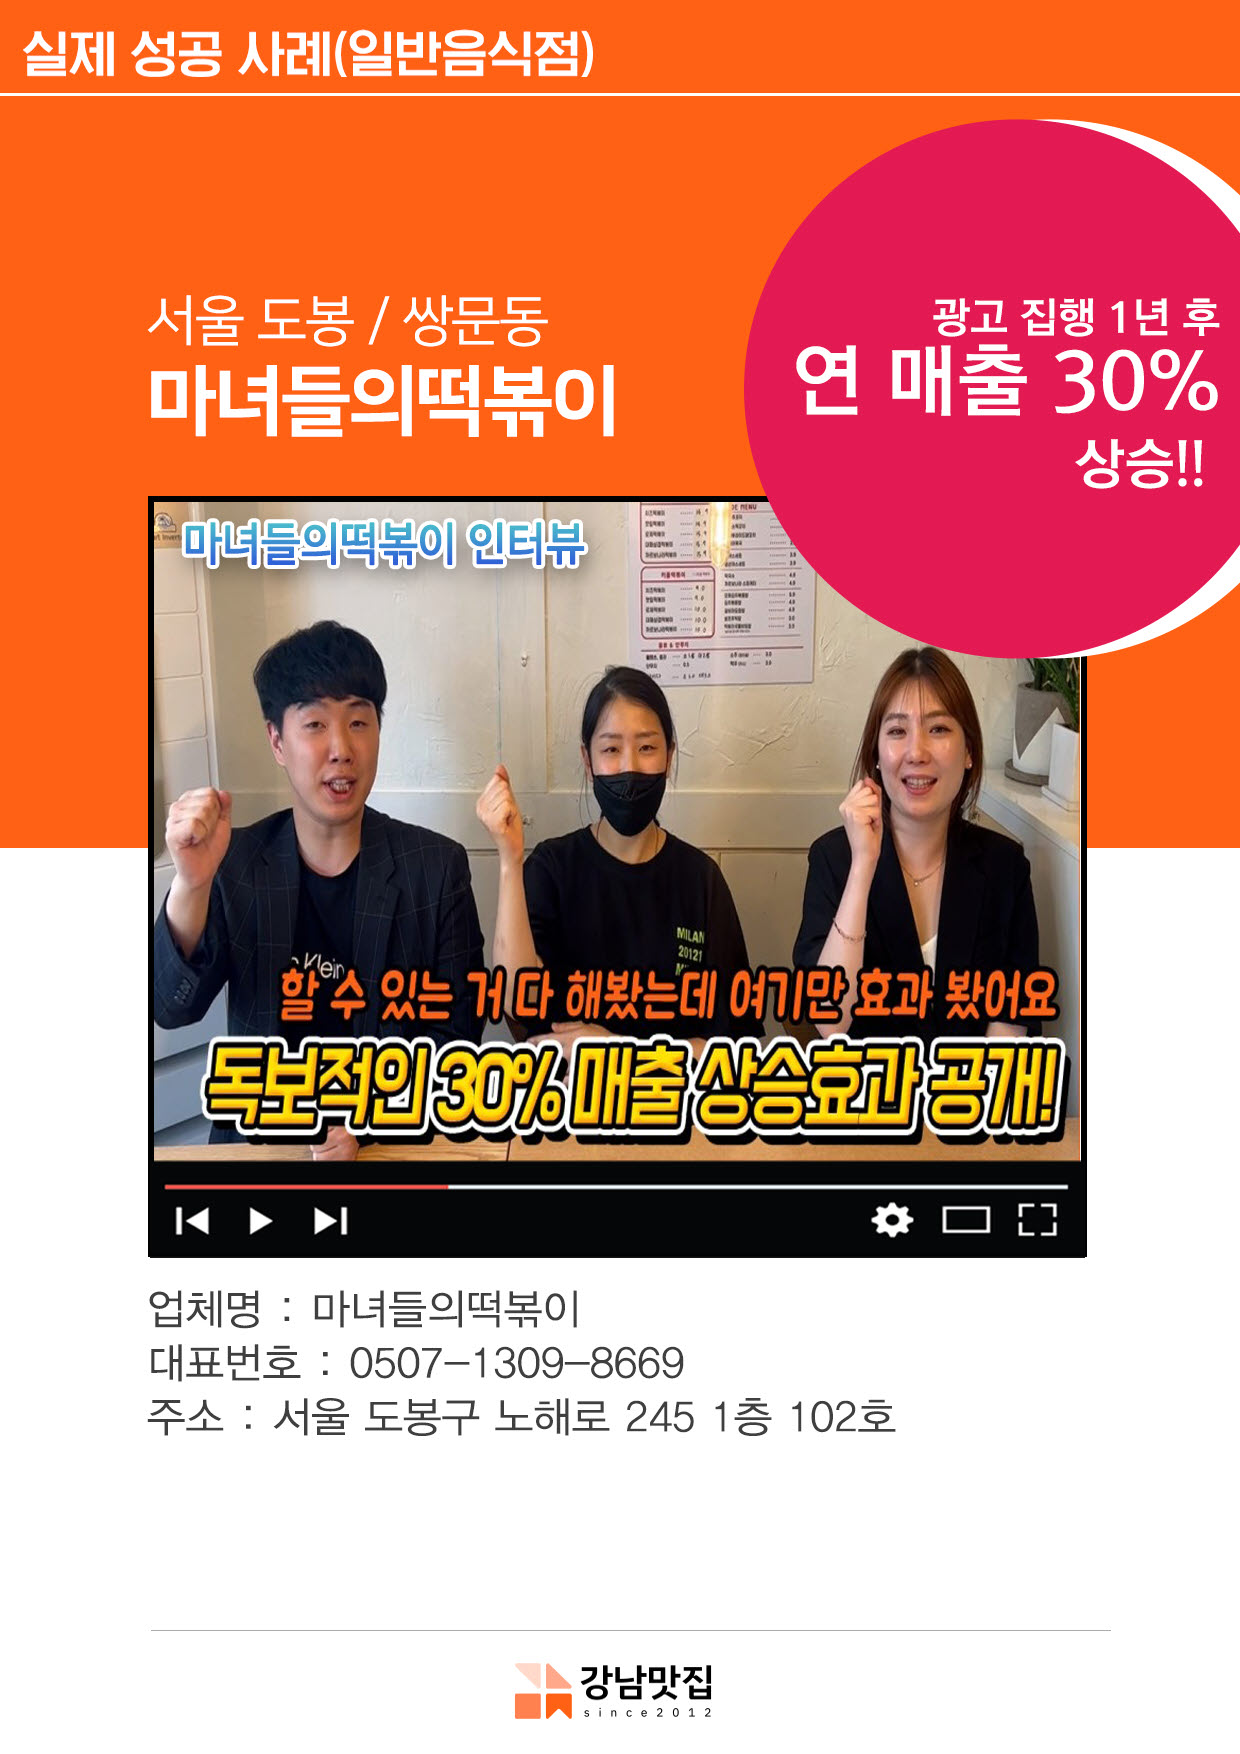 실제 성공 사례(일반음식점)
서울 도봉 / 쌍문동
마녀들의떡볶이
광고 집행 1년 후
연 매출 30%
상승!!
마녀들의떡볶이 인터뷰
MILAN
20121
Klein
할 수 있는 거 다 해봤는데 여기만 효과 봤어요
독보적인 30% 매출 상승효과 공개!
업체명 : 마녀들의떡볶이
대표번호 : 0507-1309-8669
주소 : 서울 도봉구 노해로 245 1층 102호
강남맛집
since2012